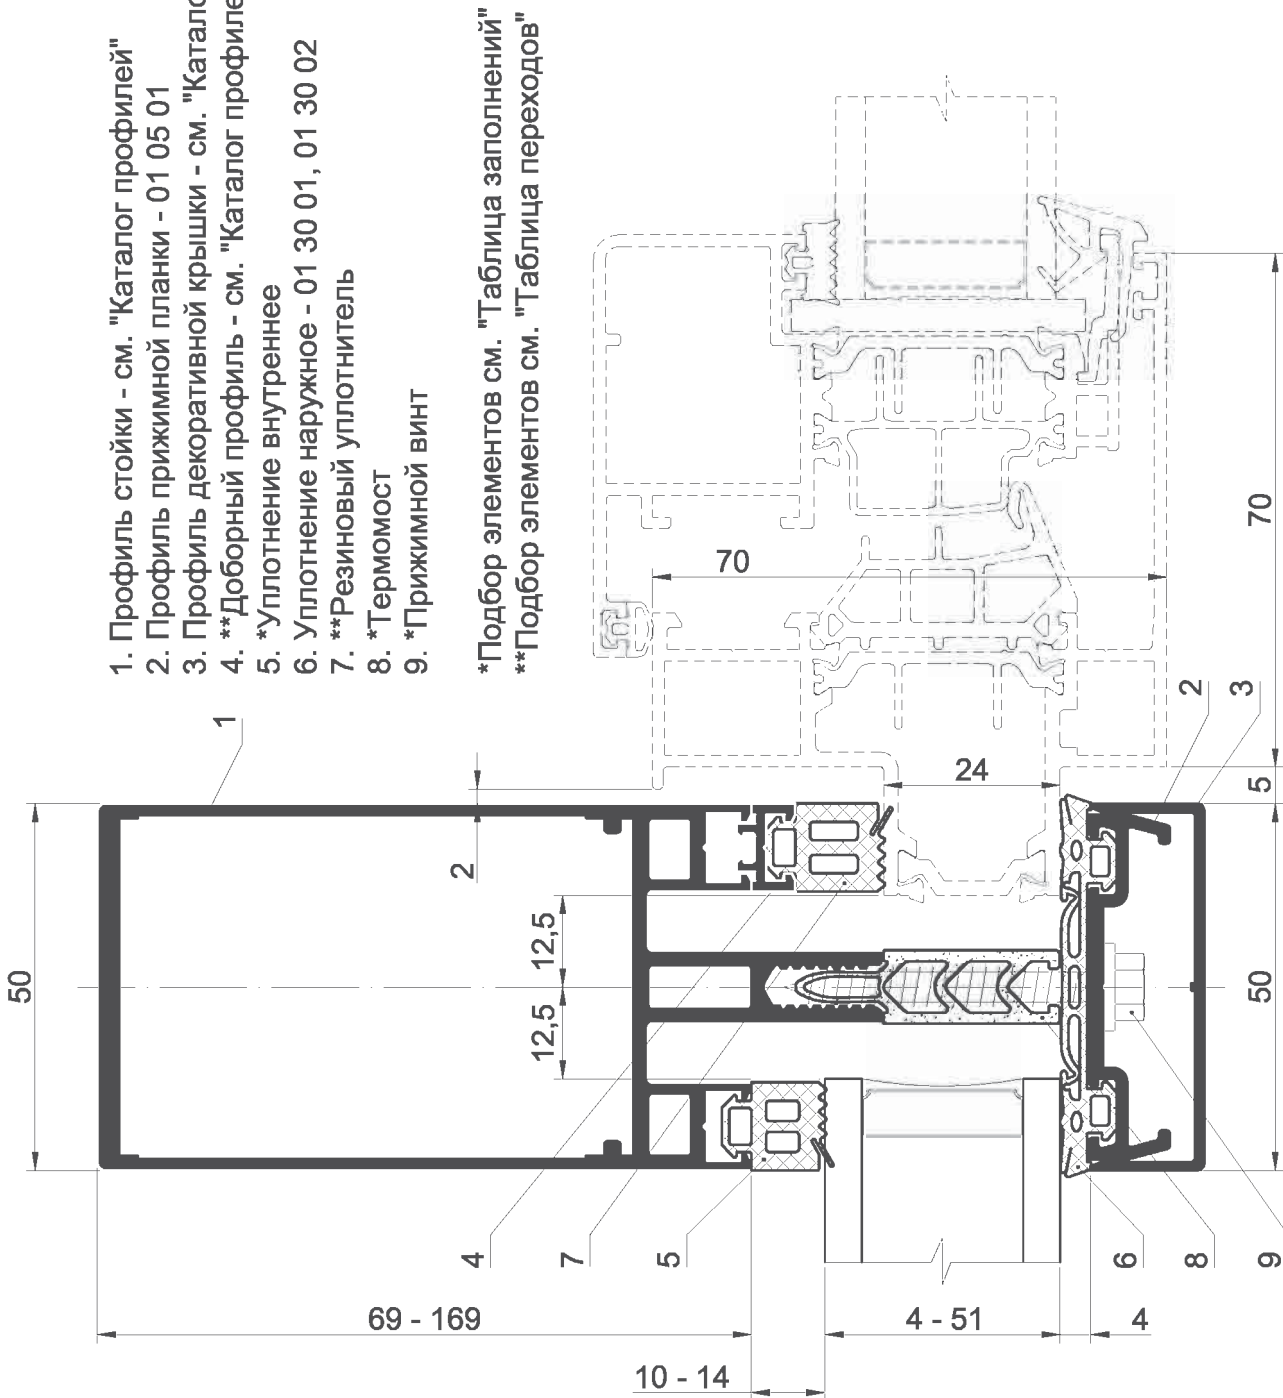 1. Профиль стойки - см. "Каталог профилей"
2. Профиль прижимной планки - 01 05 01
3. Профиль декоративной крышки - см. "Катало
4. **Доборный профиль - см. "Каталог профиле
5. *Уплотнение внутреннее
6. Уплотнение наружное - 01 30 01, 01 30 02
7. **Резиновый уплотнитель
8. *Термомост
9. *Прижимной винт
*Подбор элементов см. "Таблица заполнений"
**Подбор элементов см. "Таблица переходов"
50
1
2
12,5
12,5
70
24
70
2
3
5
50
4
7
5
6
8
9
69 - 169
4 - 51
4
10 - 14